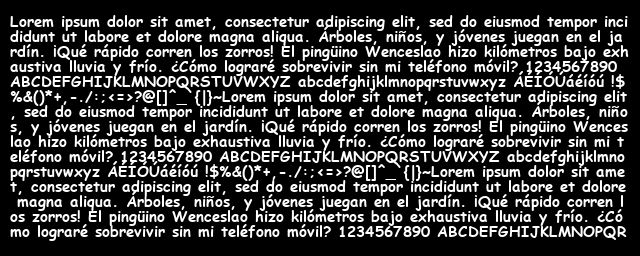 Lorem ipsum dolor sit amet, consectetur adipiscing elit, sed do eiusmod tempor inci
didunt ut labore et dolore magna aliqua. Árboles, niños, y jóvenes juegan en el ja
rdín. ¡Qué rápido corren los zorros! El pingüino Wenceslao hizo kilómetros bajo exh
austiva lluvia y frío. ¿Cómo lograré sobrevivir sin mi teléfono móvil? 1234567890
ABCDEFGHIJKLMNOPQRSTUVWXYZ abcdefghijklmnopqrstuvwxyz ÁÉÍÓÚáéíóú !$
%&()*+,-./:;<=>?@[]^_`{|}~Lorem ipsum dolor sit amet, consectetur adipiscing elit
, sed do eiusmod tempor incididunt ut labore et dolore magna aliqua. Árboles, niño
s, y jóvenes juegan en el jardín. ¡Qué rápido corren los zorros! El pingüino Wences
lao hizo kilómetros bajo exhaustiva lluvia y frío. ¿Cómo lograré sobrevivir sin mi t
eléfono móvil? 1234567890 ABCDEFGHIJKLMNOPQRSTUVWXYZ abcdefghijklmno
pqrstuvwxyz ÁÉÍÓÚáéíóú !$%&()*+,-./:;<=>?@[]^_`{|}~Lorem ipsum dolor sit ame
t, consectetur adipiscing elit, sed do eiusmod tempor incididunt ut labore et dolore
magna aliqua. Árboles, niños, y jóvenes juegan en el jardín. ¡Qué rápido corren l
os zorros! El pingüino Wenceslao hizo kilómetros bajo exhaustiva lluvia y frío. ¿Có
mo lograré sobrevivir sin mi teléfono móvil? 1234567890 ABCDEFGHIJKLMNOPQR